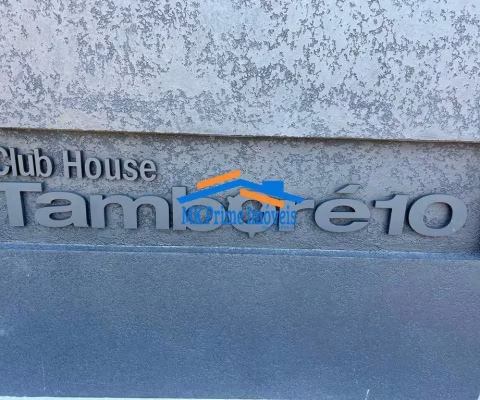 Club House
Tamboré10
MK Prime Imóveis